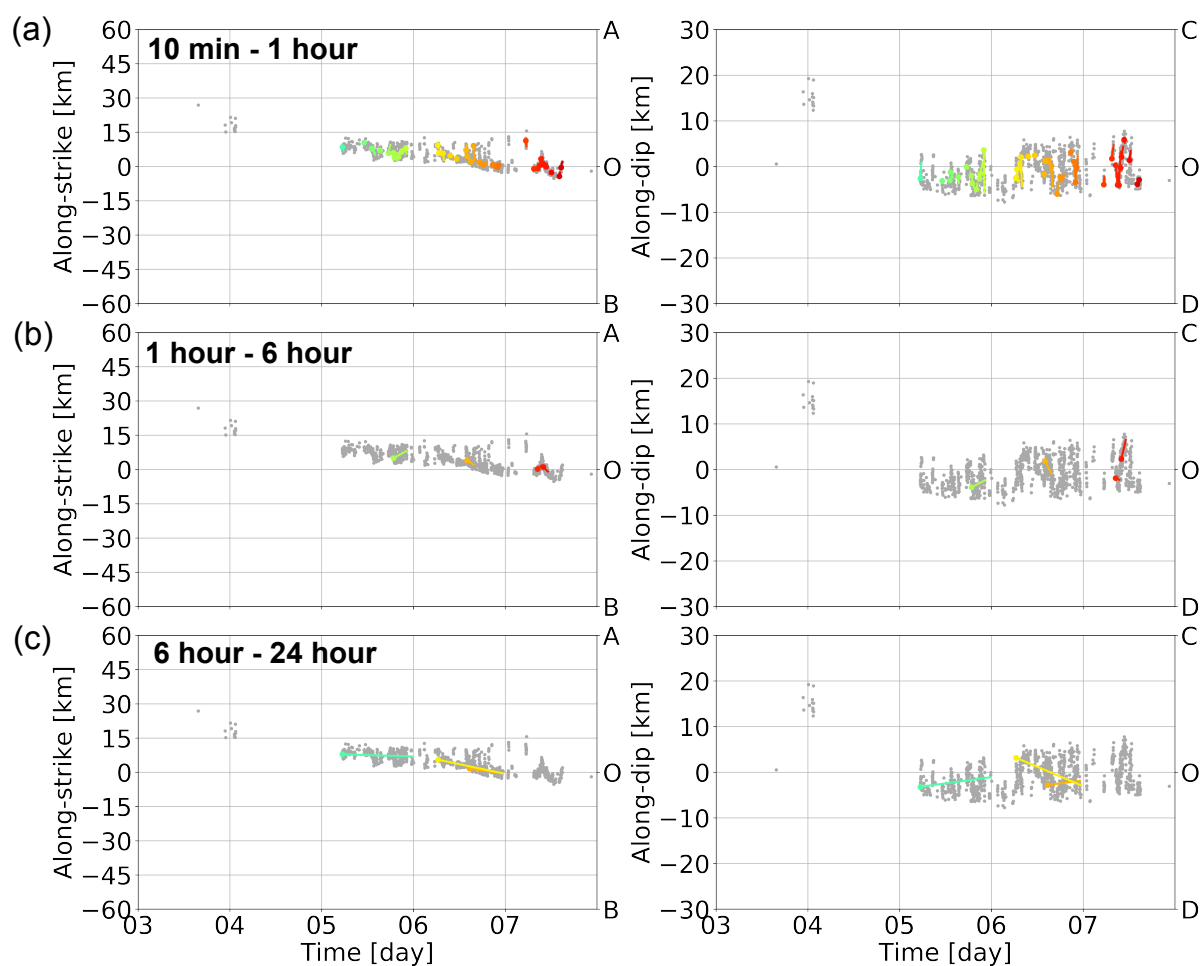 (a)
10 min - 1 hour
60
45
30
15
0
−15
−30
−45
−60
Along-strike [km]
A
O
B
30
20
10
0
−10
−20
−30
Along-dip [km]
C
O
D
(b)
1 hour - 6 hour
60
45
30
15
0
−15
−30
−45
−60
Along-strike [km]
A
O
B
30
20
10
0
−10
−20
−30
Along-dip [km]
C
O
D
(c)
6 hour - 24 hour
60
45
30
15
0
−15
−30
−45
−60
Along-strike [km]
A
O
B
03 04 05 06 07
Time [day]
30
20
10
0
−10
−20
−30
Along-dip [km]
C
O
D
03 04 05 06 07
Time [day]